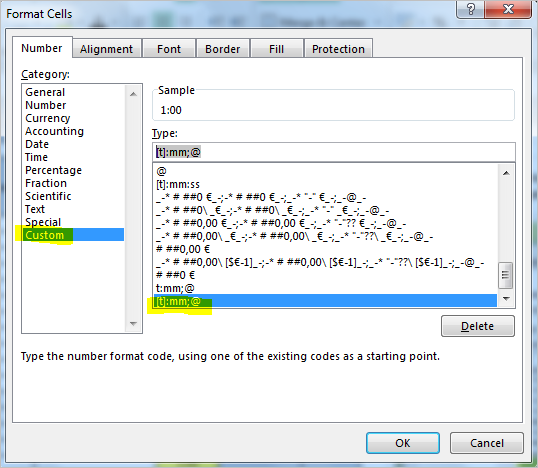 Format Cells
Number Alignment Font Border Fill Protection
Category:
General
Number
Currency
Accounting
Date
Time
Percentage
Fraction
Scientific
Text
Special
Custom
Sample
1:00
Type:
[t]:mm;@
@
[t]:mm:ss
_-* # ##0 €_-;-* # ##0 €_-;_-* "-" €_-;_-@_-
_-* # ##0\ _€_-;-* # ##0\ _€_-;_-* "-"\ _€_-;_-@_-
_-* # ##0,00 €_-;-* # ##0,00 €_-;_-* "-"?? €_-;_-@_-
_-* # ##0,00\ _€_-;-* # ##0,00\ _€_-;_-* "-"??\ _€_-;_-@_-
# ##0,00 €
_-* # ##0,00\ [$€-1]_-;-* # ##0,00\ [$€-1]_-;_-* "-"??\ [$€-1]_-;_-@_-
# ##0 €
t:mm;@
[t]:mm;@
Delete
Type the number format code, using one of the existing codes as a starting point.
OK Cancel